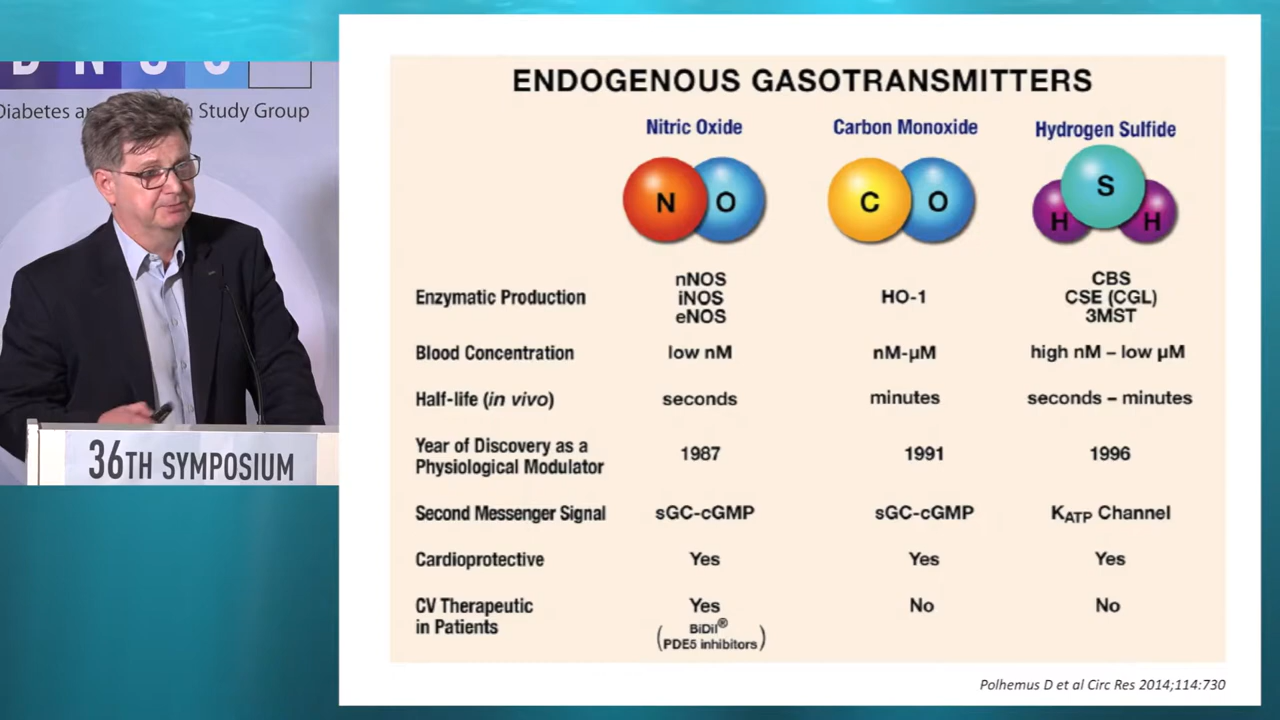 D N S G
Diabetes and Study Group
36TH SYMPOSIUM
ENDOGENOUS GASOTRANSMITTERS
Nitric Oxide Carbon Monoxide Hydrogen Sulfide
N O C O H S H
Enzymatic Production
nNOS
iNOS
eNOS
HO-1
CBS
CSE (CGL)
3MST
Blood Concentration low nM nM-μM high nM – low μM
Half-life (in vivo) seconds minutes seconds – minutes
Year of Discovery as a
Physiological Modulator
1987 1991 1996
Second Messenger Signal sGC-cGMP sGC-cGMP KATP Channel
Cardioprotective Yes Yes Yes
CV Therapeutic
in Patients
Yes
(BiDil®
PDE5 inhibitors)
No No
Polhemus D et al Circ Res 2014;114:730